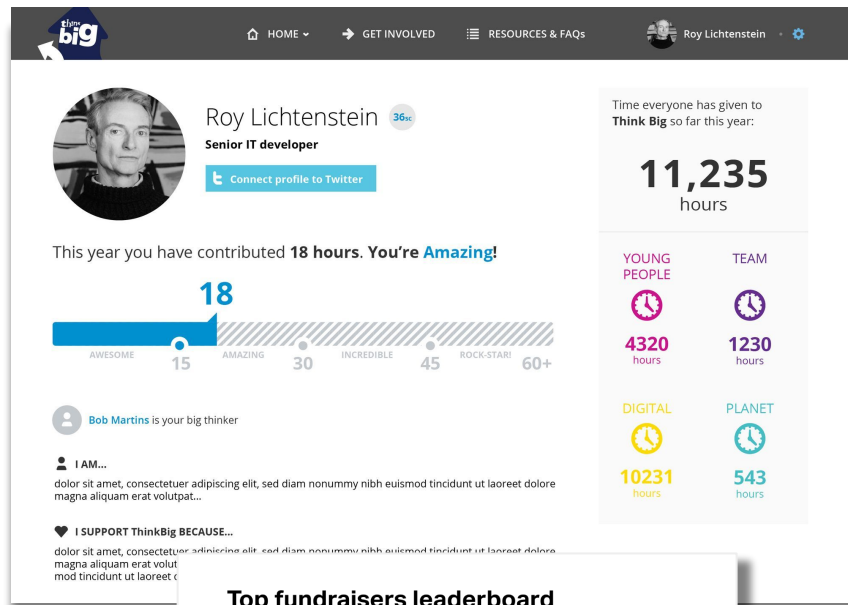 think
big
HOME
GET INVOLVED
RESOURCES & FAQs
Roy Lichtenstein
Roy Lichtenstein 36sc
Senior IT developer
Connect profile to Twitter
This year you have contributed 18 hours. You're Amazing!
18
AWESOME
15
AMAZING
30
INCREDIBLE
45
ROCK-STAR!
60+
Bob Martins is your big thinker
I AM...
dolor sit amet, consectetuer adipiscing elit, sed diam nonummy nibh euismod tincidunt ut laoreet dolore
magna aliquam erat volutpat...
I SUPPORT ThinkBig BECAUSE...
dolor sit amet, consectetuer adipiscing elit, sed diam nonummy nibh euismod tincidunt ut laoreet dolore
magna aliquam erat volut
mod tincidunt ut laoreet
Time everyone has given to
Think Big so far this year:
11,235
hours
YOUNG
PEOPLE
4320
hours
TEAM
1230
hours
DIGITAL
10231
hours
PLANET
543
hours
Top fundraisers leaderboard